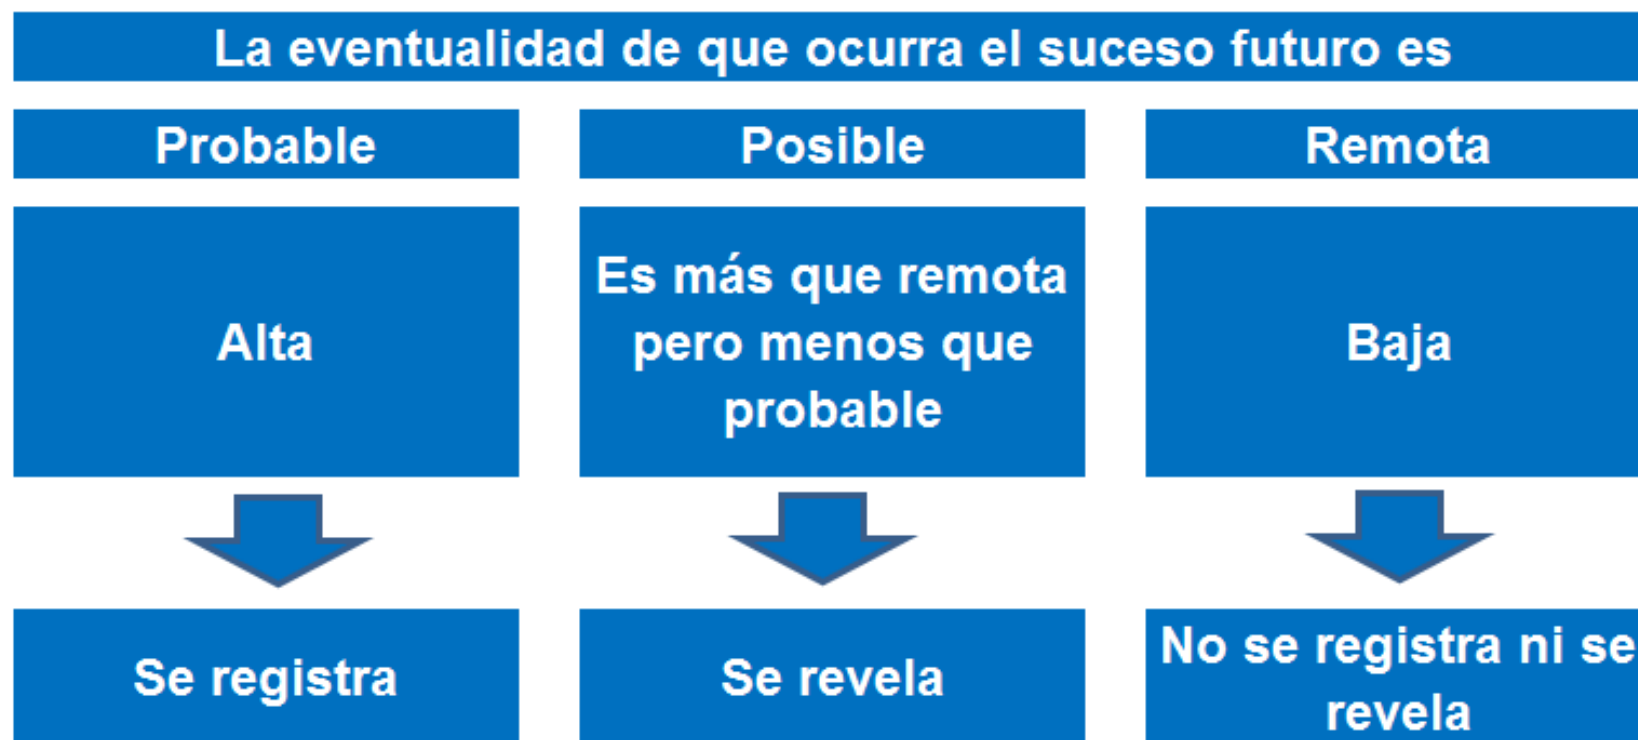 La eventualidad de que ocurra el suceso futuro es
Probable
Posible
Remota
Alta
Es más que remota
pero menos que
probable
Baja
Se registra
Se revela
No se registra ni se
revela